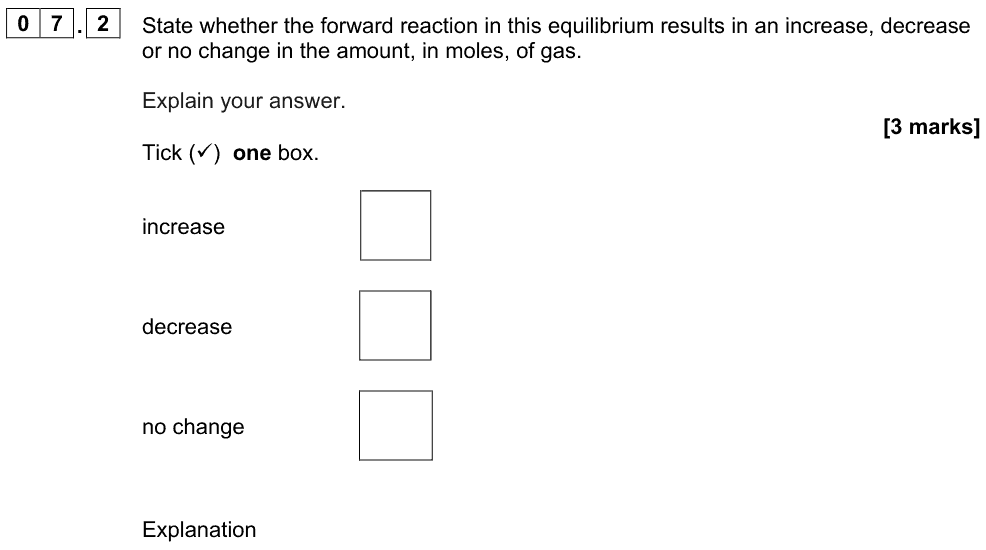 0 7 . 2 State whether the forward reaction in this equilibrium results in an increase, decrease
or no change in the amount, in moles, of gas.
Explain your answer.
[3 marks]
Tick (✓) one box.
increase
decrease
no change
Explanation